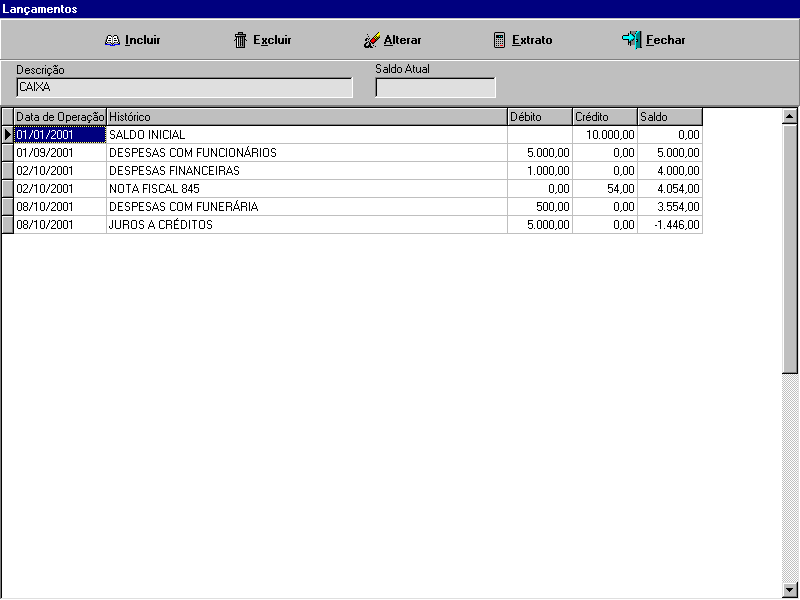 Lançamentos
Incluir Excluir Alterar Extrato Fechar
Descrição Saldo Atual
CAIXA
Data de Operação Histórico Débito Crédito Saldo
01/01/2001 SALDO INICIAL 10.000,00 0,00
01/09/2001 DESPESAS COM FUNCIONÁRIOS 5.000,00 0,00 5.000,00
02/10/2001 DESPESAS FINANCEIRAS 1.000,00 0,00 4.000,00
02/10/2001 NOTA FISCAL 845 0,00 54,00 4.054,00
08/10/2001 DESPESAS COM FUNERÁRIA 500,00 0,00 3.554,00
08/10/2001 JUROS A CRÉDITOS 5.000,00 0,00 -1.446,00